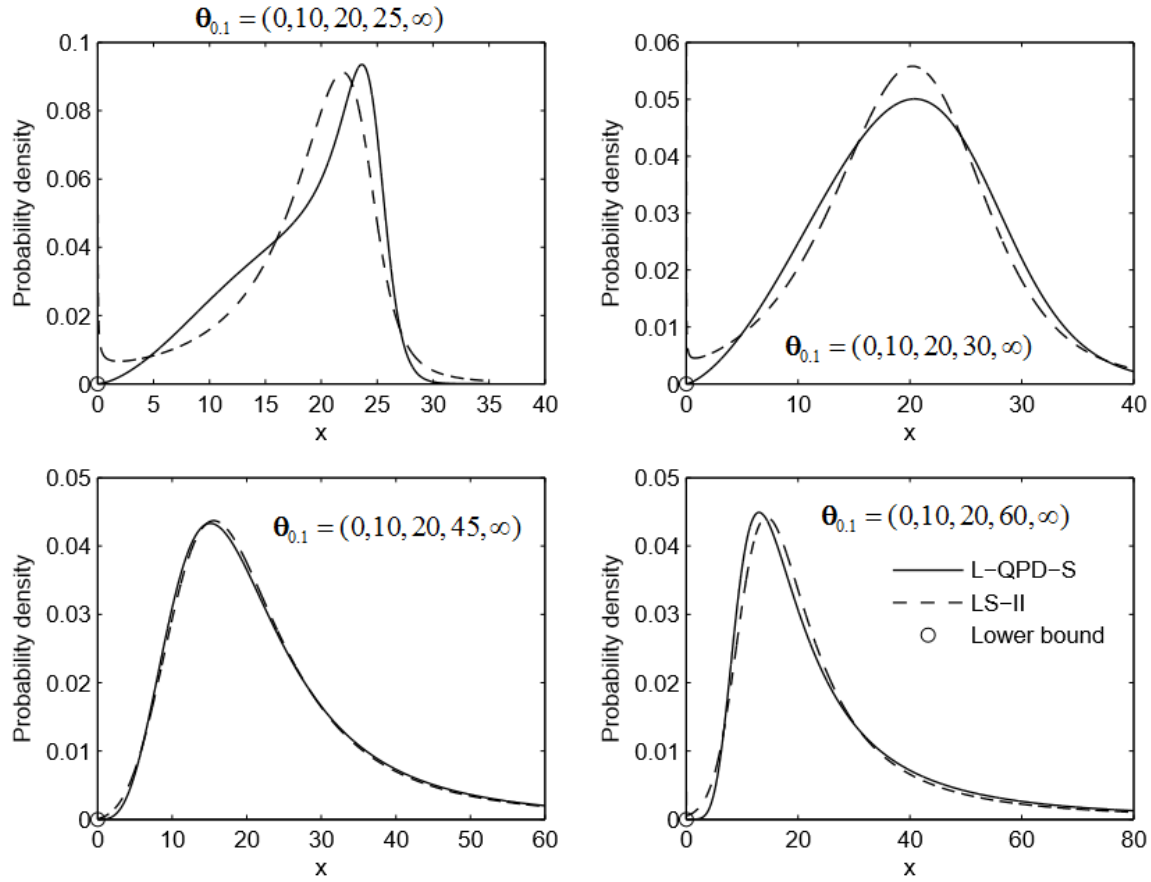 θ0.1 = (0,10,20,25,∞)
0.1
0.08
0.06
0.04
0.02
0
Probability density
0 5 10 15 20 25 30 35 40
x
0.06
0.05
0.04
0.03
0.02
0.01
0
Probability density
θ0.1 = (0,10,20,30,∞)
0 10 20 30 40
x
0.05
0.04
0.03
0.02
0.01
0
Probability density
θ0.1 = (0,10,20,45,∞)
0 10 20 30 40 50 60
x
0.05
0.04
0.03
0.02
0.01
0
Probability density
θ0.1 = (0,10,20,60,∞)
L−QPD−S
LS−II
Lower bound
0 20 40 60 80
x